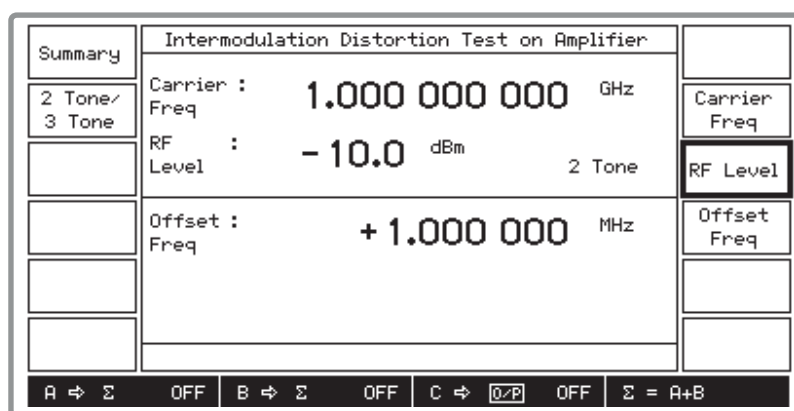 Intermodulation Distortion Test on Amplifier
Summary
2 Tone/
3 Tone
Carrier :
Freq
1.000 000 000 GHz
RF :
Level
- 10.0 dBm
2 Tone
Offset :
Freq
+ 1.000 000 MHz
Carrier
Freq
RF Level
Offset
Freq
A ⇨ Σ OFF B ⇨ Σ OFF C ⇨ O/P OFF Σ = A+B